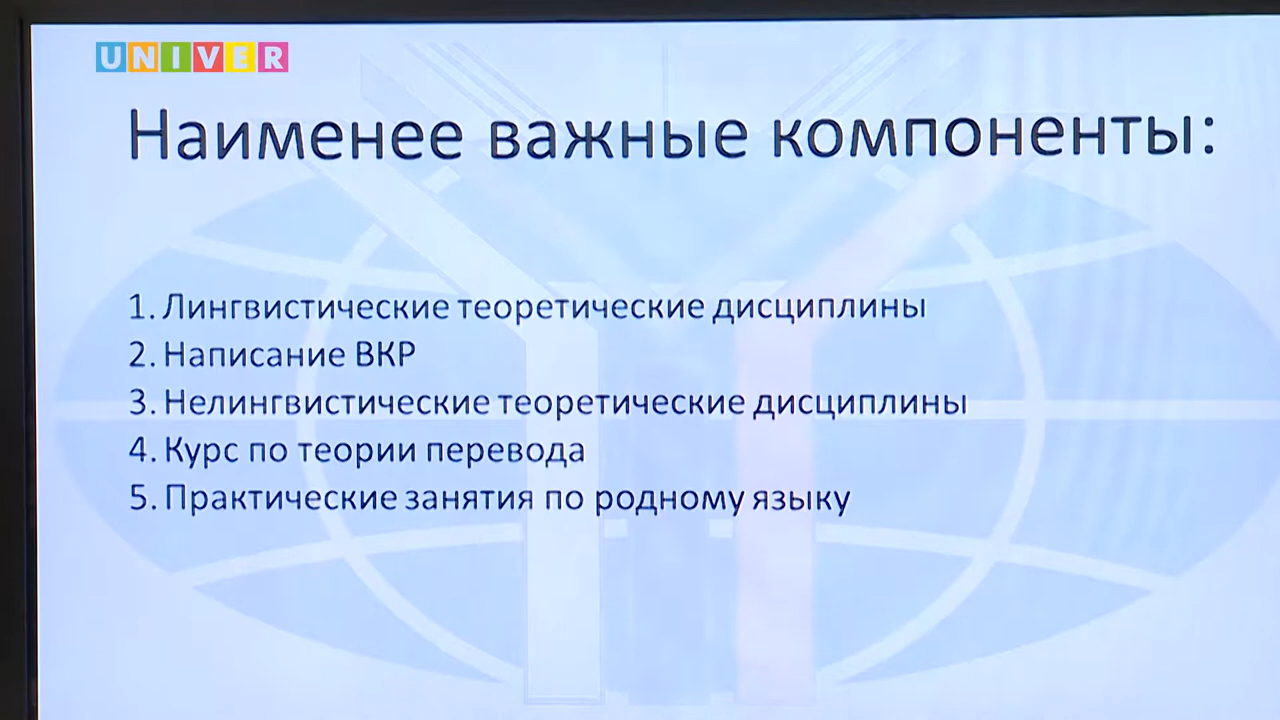 UNIVER
Наименее важные компоненты:
1. Лингвистические теоретические дисциплины
2. Написание ВКР
3. Нелингвистические теоретические дисциплины
4. Курс по теории перевода
5. Практические занятия по родному языку